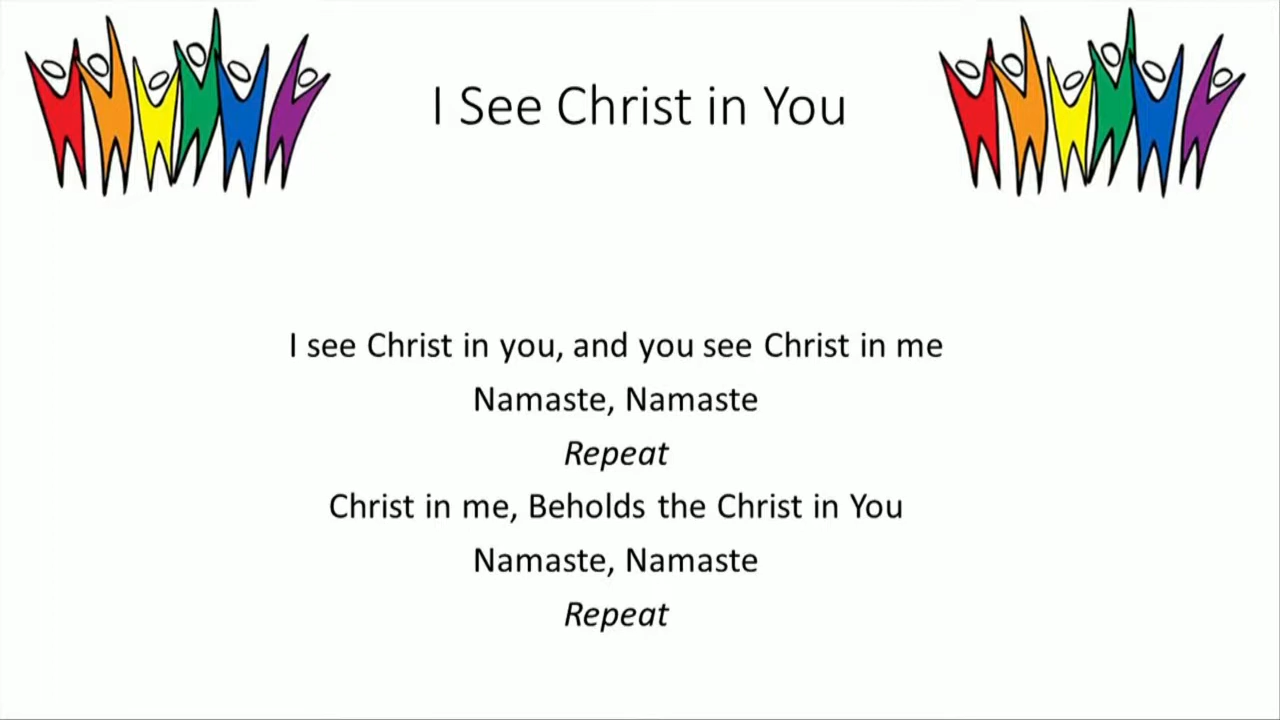 I See Christ in You
I see Christ in you, and you see Christ in me
Namaste, Namaste
Repeat
Christ in me, Beholds the Christ in You
Namaste, Namaste
Repeat